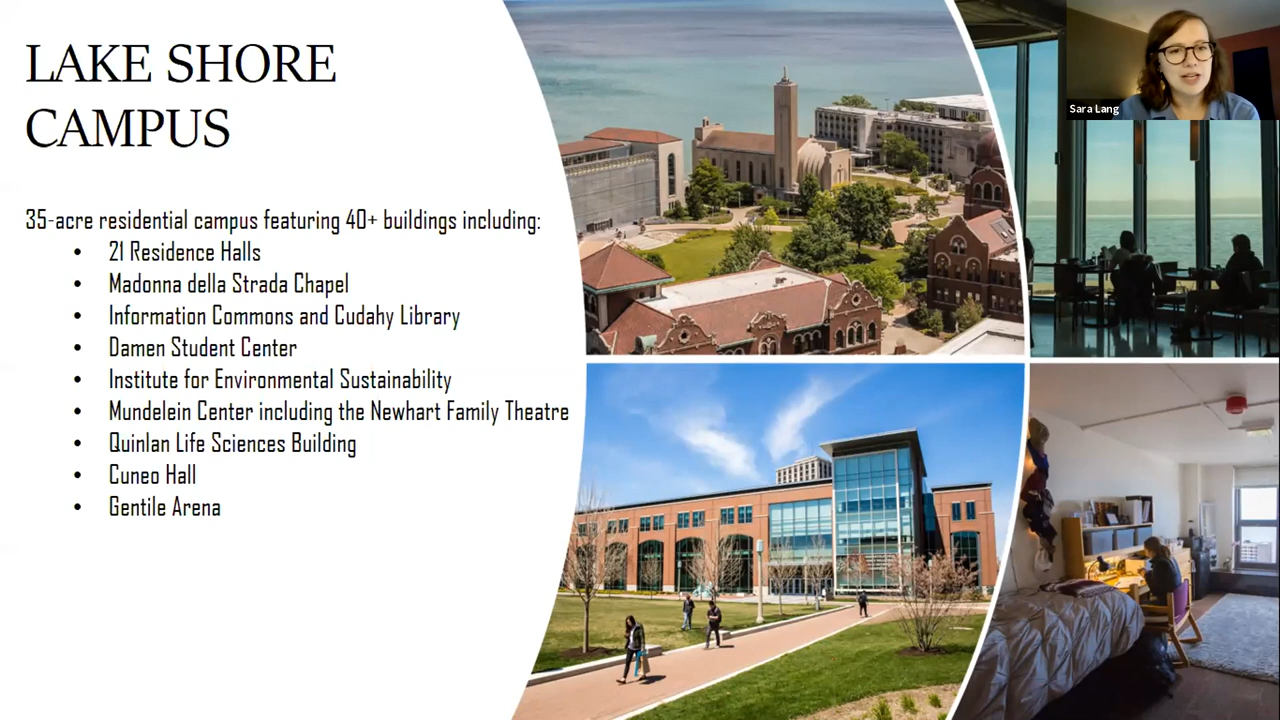 LAKE SHORE
CAMPUS
35-acre residential campus featuring 40+ buildings including:
• 21 Residence Halls
• Madonna della Strada Chapel
• Information Commons and Cudahy Library
• Damen Student Center
• Institute for Environmental Sustainability
• Mundelein Center including the Newhart Family Theatre
• Quinlan Life Sciences Building
• Cuneo Hall
• Gentile Arena
Sara Lang